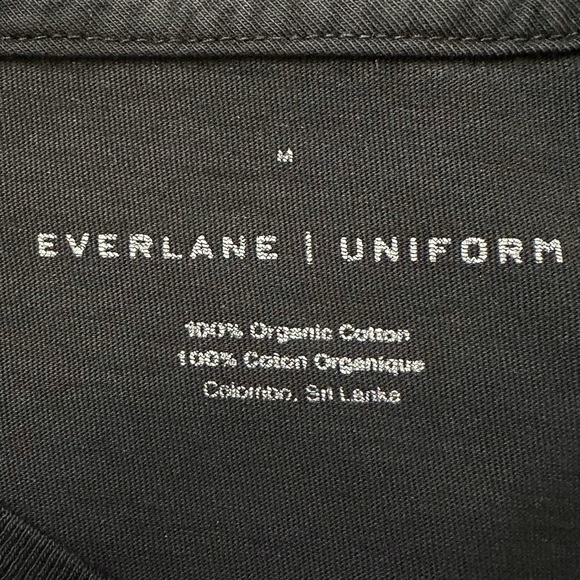 M
EVERLANE | UNIFORM
100% Organic Cotton
100% Coton Organique
Colombo, Sri Lanka